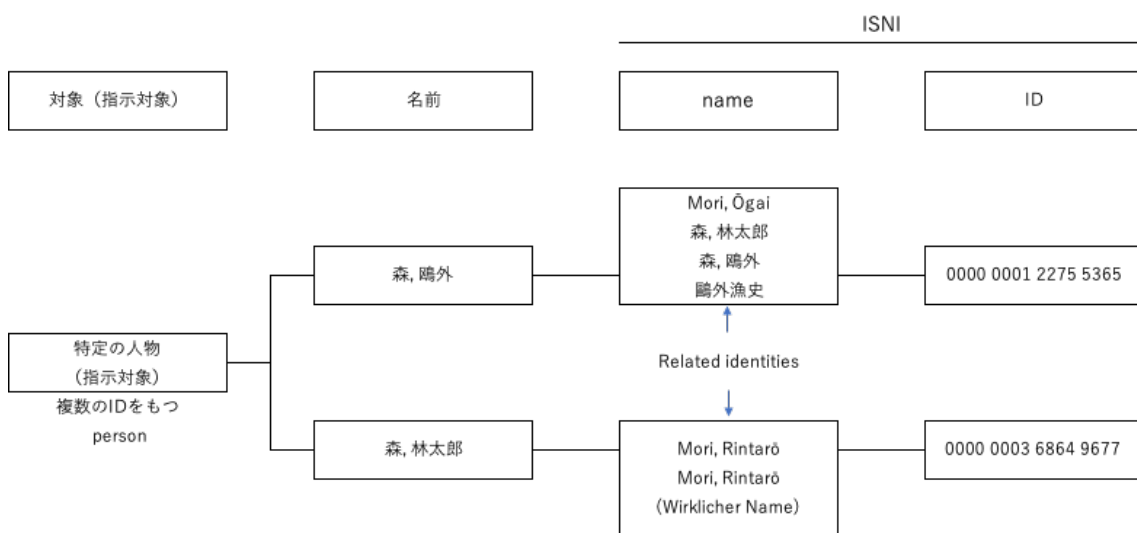 ISNI
対象（指示対象）
名前
name
ID
Mori, Ōgai
森, 林太郎
森, 鴎外
鷗外漁史
森, 鴎外
0000 0001 2275 5365
特定の人物
（指示対象）
複数のIDをもつ
person
Related identities
森, 林太郎
Mori, Rintarō
Mori, Rintarō
(Wirklicher Name)
0000 0003 6864 9677